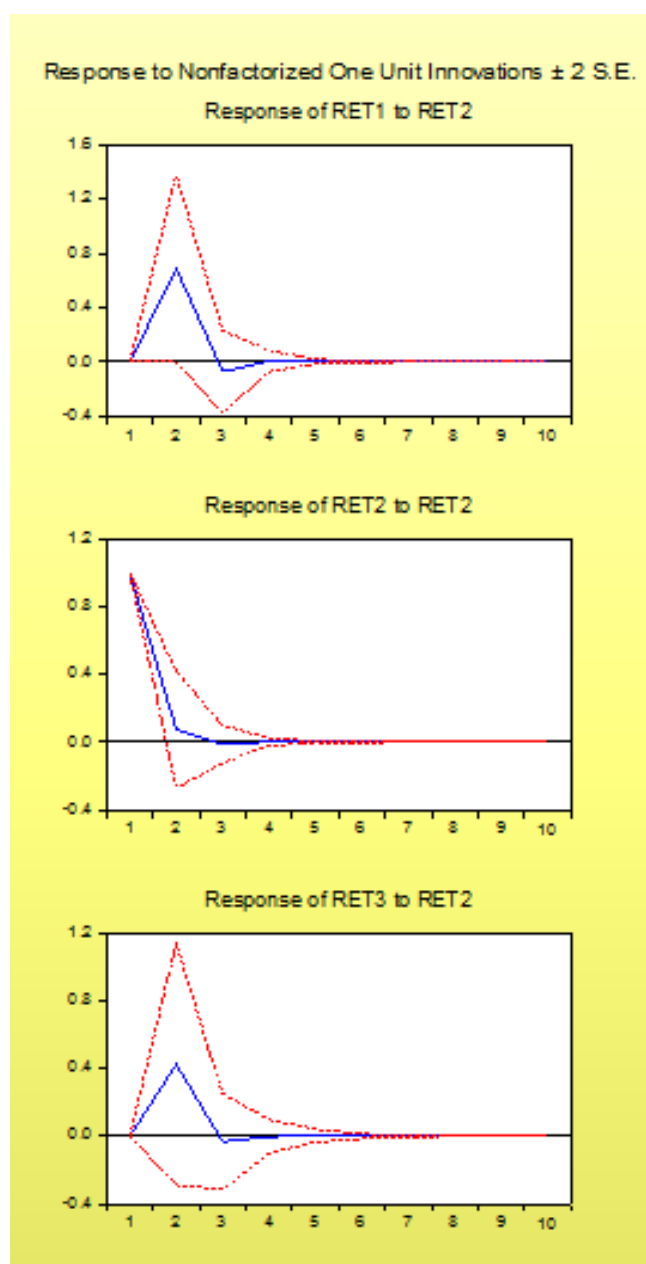 Response to Nonfactorized One Unit Innovations ± 2 S.E.
Response of RET1 to RET2
1.6
1.2
0.8
0.4
0.0
-0.4
1 2 3 4 5 6 7 8 9 10
Response of RET2 to RET2
1.2
0.8
0.4
0.0
-0.4
1 2 3 4 5 6 7 8 9 10
Response of RET3 to RET2
1.2
0.8
0.4
0.0
-0.4
1 2 3 4 5 6 7 8 9 10